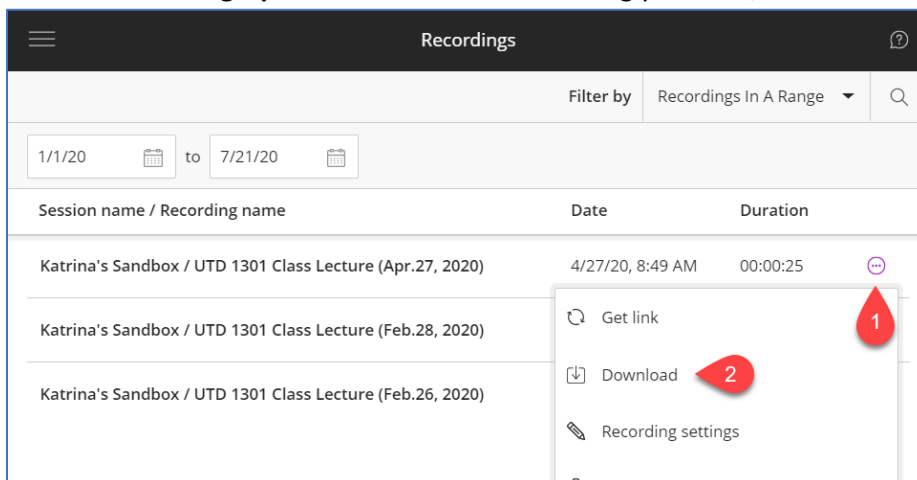 Recordings
Filter by Recordings In A Range
1/1/20 to 7/21/20
Session name / Recording name Date Duration
Katrina's Sandbox / UTD 1301 Class Lecture (Apr.27, 2020) 4/27/20, 8:49 AM 00:00:25
Get link 1
Katrina's Sandbox / UTD 1301 Class Lecture (Feb.28, 2020)
Download 2
Katrina's Sandbox / UTD 1301 Class Lecture (Feb.26, 2020)
Recording settings